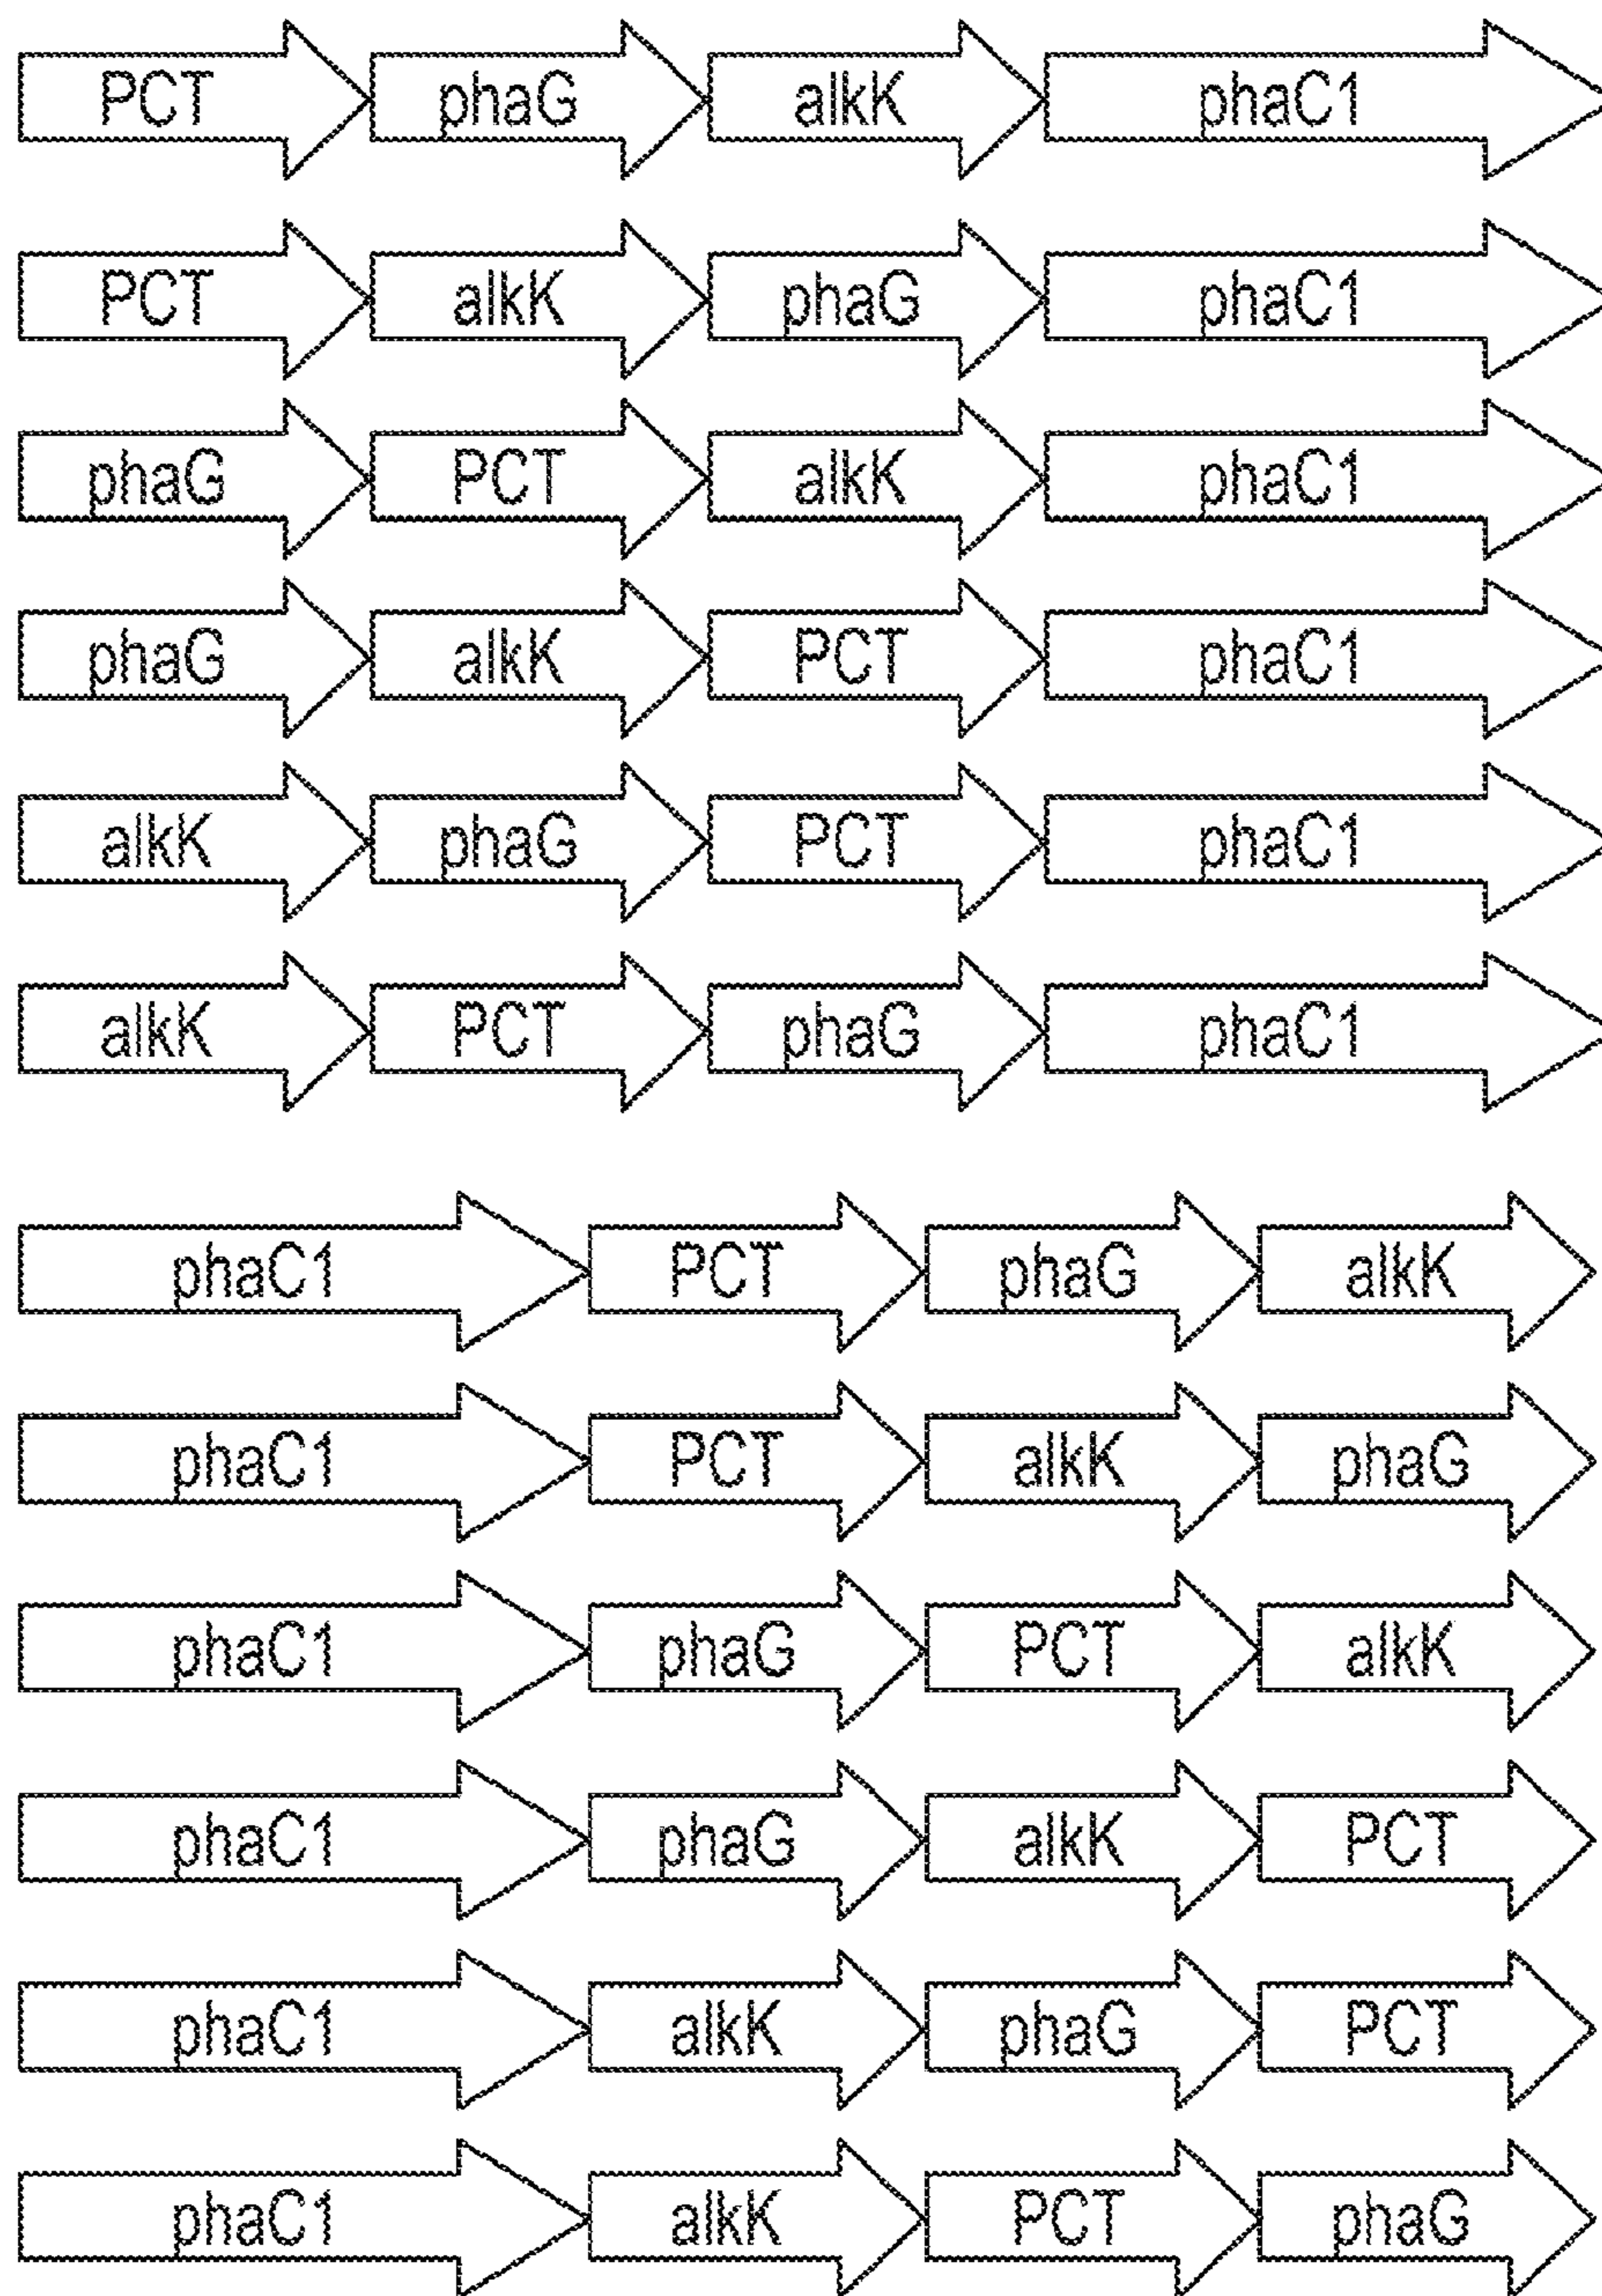 PCT phaG alkK phaC1
PCT alkK phaG phaC1
phaG PCT alkK phaC1
phaG alkK PCT phaC1
alkK phaG PCT phaC1
alkK PCT phaG phaC1
phaC1 PCT phaG alkK
phaC1 PCT alkK phaG
phaC1 phaG PCT alkK
phaC1 phaG alkK PCT
phaC1 alkK phaG PCT
phaC1 alkK PCT phaG